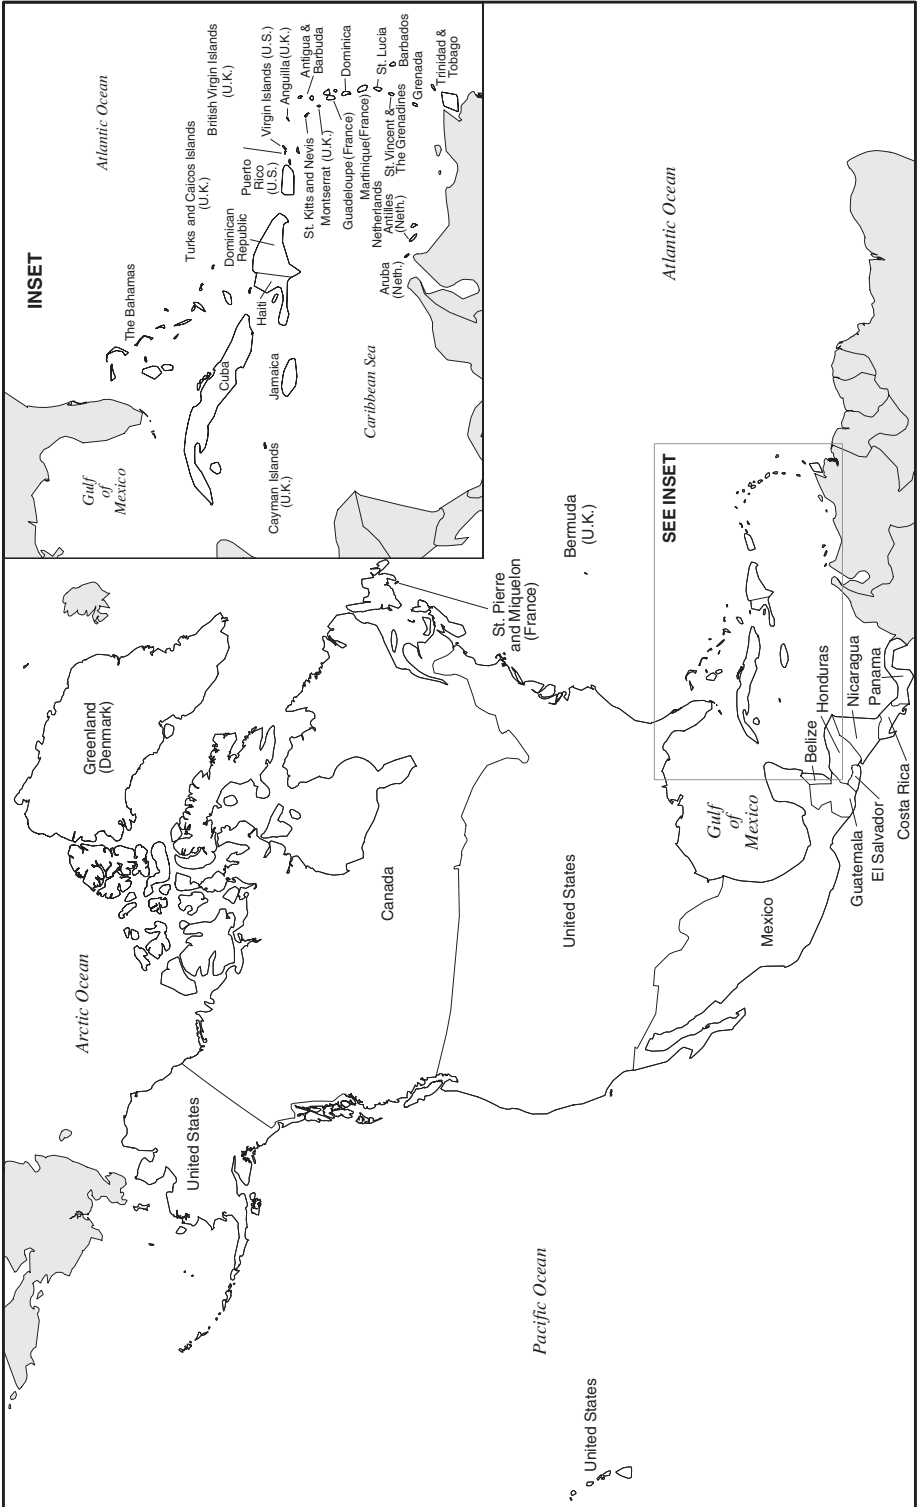 INSET
Atlantic Ocean
Gulf
of
Mexico
The Bahamas
Turks and Caicos Islands
(U.K.)
British Virgin Islands
(U.K.)
Cuba
Cayman Islands
(U.K.)
Jamaica
Haiti
Dominican
Republic
Puerto
Rico
(U.S.)
Virgin Islands (U.S.)
Anguilla (U.K.)
Antigua &
Barbuda
St. Kitts and Nevis
Montserrat (U.K.)
Guadeloupe (France)
Dominica
Martinique (France)
St. Lucia
St. Vincent &
The Grenadines
Barbados
Grenada
Trinidad &
Tobago
Netherlands
Antilles
(Neth.)
Aruba
(Neth.)
Caribbean Sea
Arctic Ocean
Greenland
(Denmark)
United States
Canada
St. Pierre
and Miquelon
(France)
Bermuda
(U.K.)
Atlantic Ocean
United States
Pacific Ocean
United States
SEE INSET
Gulf
of
Mexico
Mexico
Belize
Honduras
Nicaragua
Panama
Guatemala
El Salvador
Costa Rica